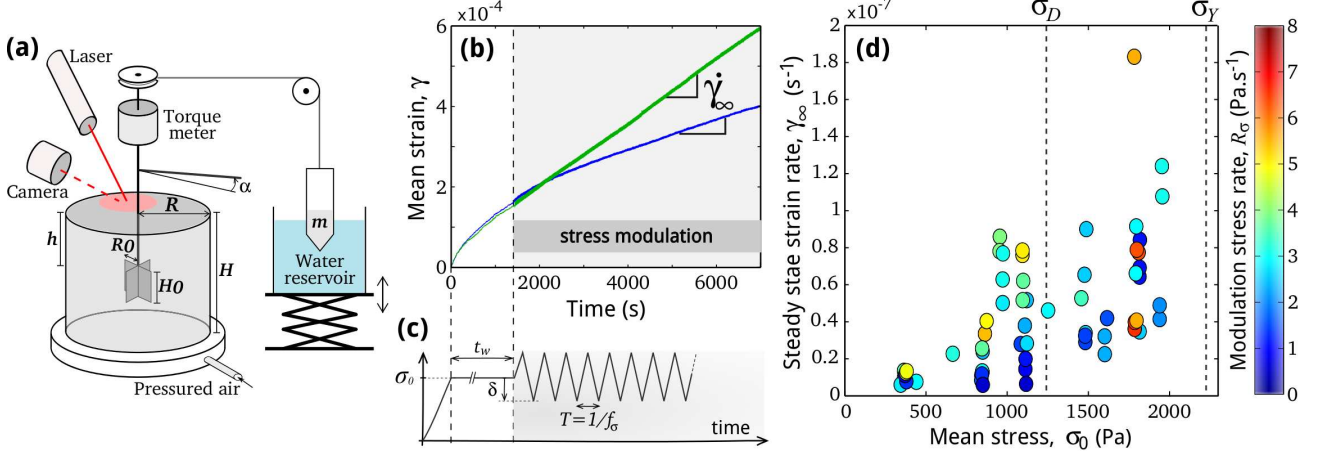 (a)
Laser
Torque
meter
Camera
α
R
h
R0
H0
H
m
Water
reservoir
Pressured air
×10⁻⁴
(b)
6
4
2
0
Mean strain, γ
γ̇∞
stress modulation
0 2000 4000 6000
Time (s)
(c)
t_w
σ₀
δ
T=1/f_σ
time
×10⁻⁷
(d)
σ_D
σ_Y
2
1.8
1.6
1.4
1.2
1
0.8
0.6
0.4
0.2
0
Steady stae strain rate, γ∞ (s⁻¹)
0 500 1000 1500 2000
Mean stress, σ₀ (Pa)
8
7
6
5
4
3
2
1
0
Modulation stress rate, R_σ (Pa.s⁻¹)